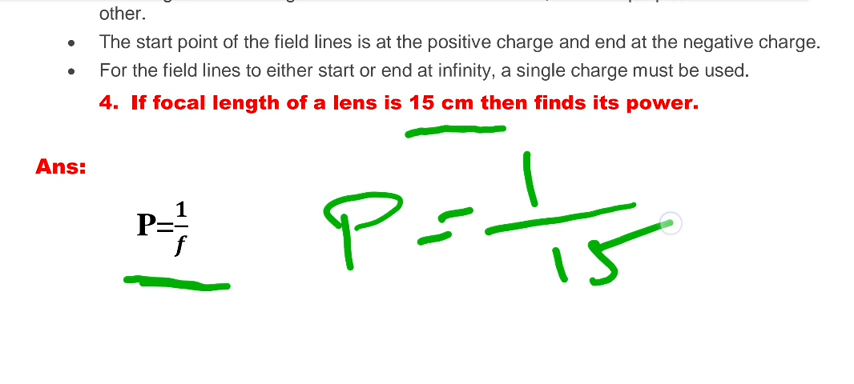 other.
• The start point of the field lines is at the positive charge and end at the negative charge.
• For the field lines to either start or end at infinity, a single charge must be used.
4. If focal length of a lens is 15 cm then finds its power.
Ans:
P=1/f
P = 1/15